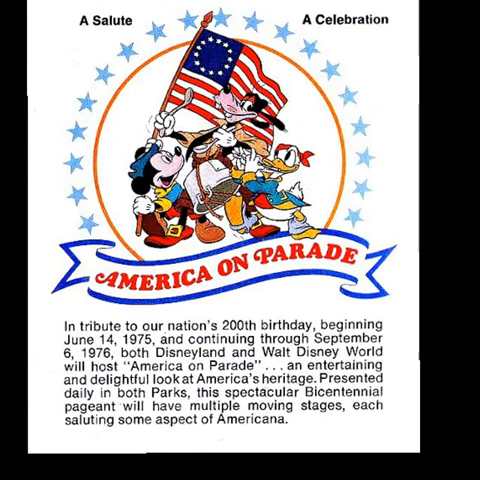 A Salute A Celebration
AMERICA ON PARADE
In tribute to our nation's 200th birthday, beginning
June 14, 1975, and continuing through September
6, 1976, both Disneyland and Walt Disney World
will host "America on Parade" . . . an entertaining
and delightful look at America's heritage. Presented
daily in both Parks, this spectacular Bicentennial
pageant will have multiple moving stages, each
saluting some aspect of Americana.